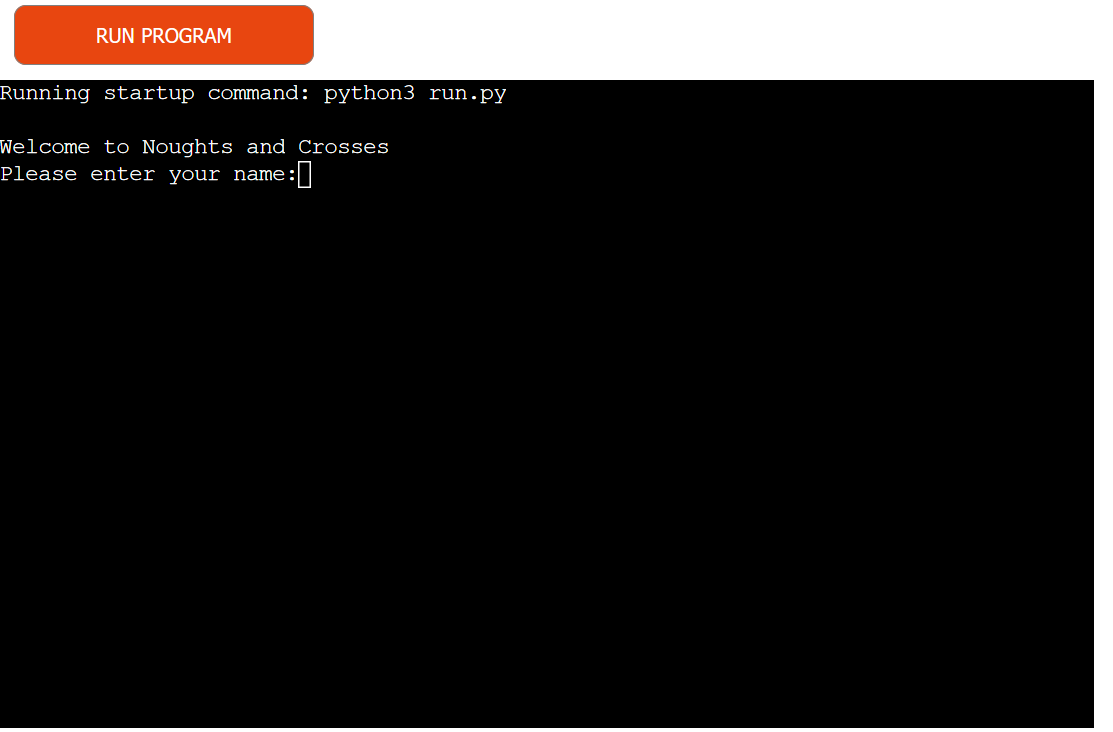 RUN PROGRAM
Running startup command: python3 run.py
Welcome to Noughts and Crosses
Please enter your name: